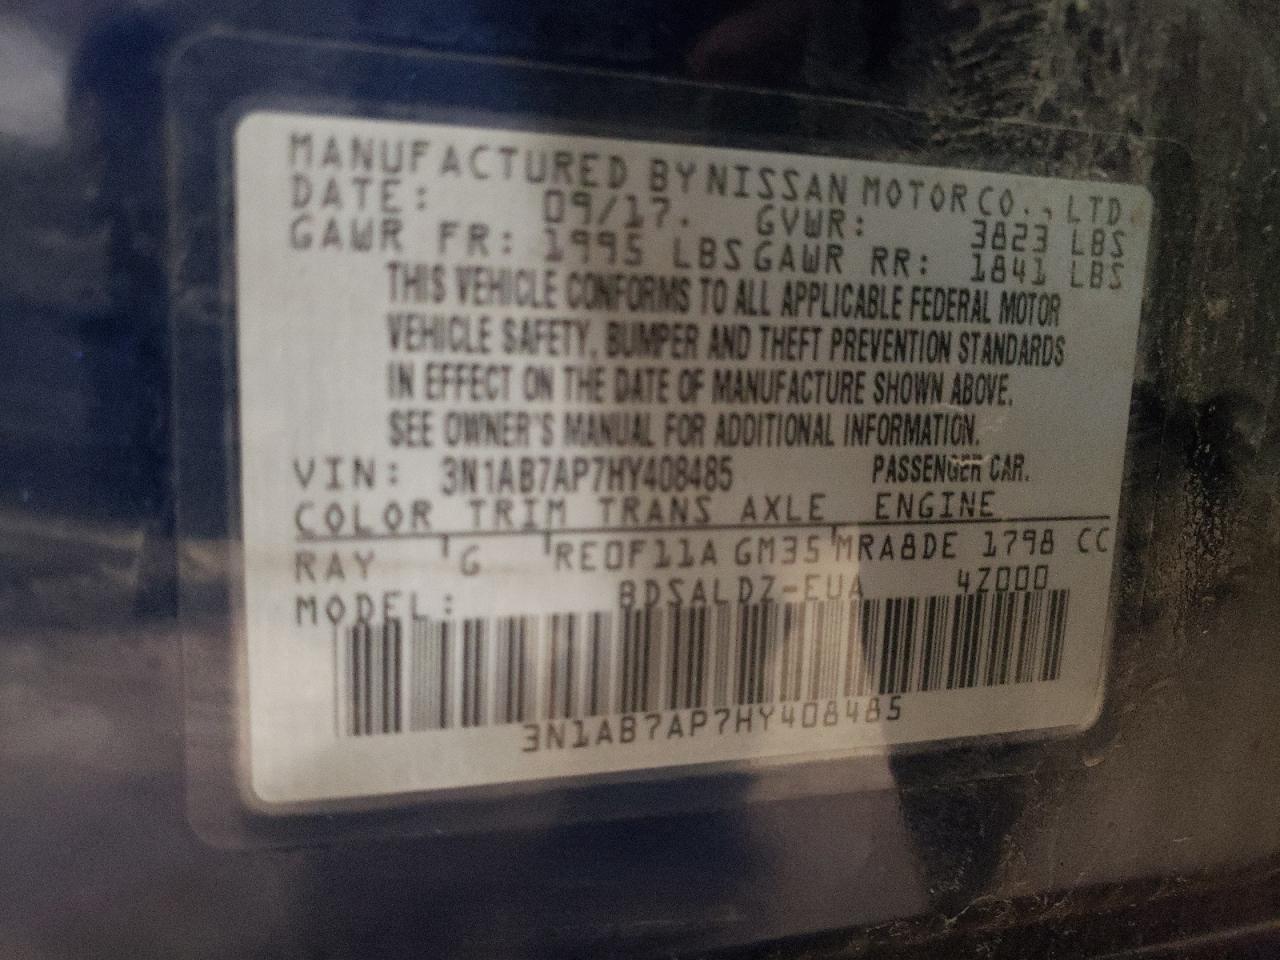 MANUFACTURED BY NISSAN MOTOR CO., LTD.
DATE: 09/17. GVWR: 3823 LBS
GAWR FR: 1995 LBS GAWR RR: 1841 LBS
THIS VEHICLE CONFORMS TO ALL APPLICABLE FEDERAL MOTOR
VEHICLE SAFETY, BUMPER AND THEFT PREVENTION STANDARDS
IN EFFECT ON THE DATE OF MANUFACTURE SHOWN ABOVE.
SEE OWNER'S MANUAL FOR ADDITIONAL INFORMATION.
VIN: 3N1AB7AP7HY408485 PASSENGER CAR.
COLOR TRIM TRANS AXLE ENGINE
RAY G RE0F11A GM35 MRA8DE 1798 CC
MODEL: BDSALDZ-EUA 4Z000
3N1AB7AP7HY408485